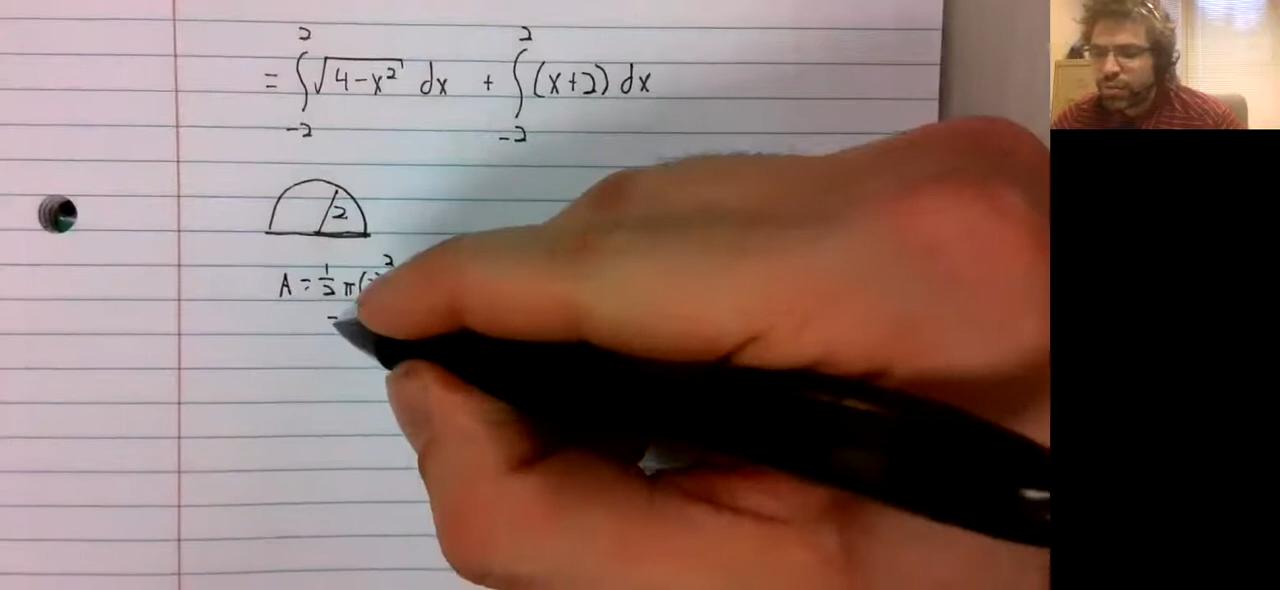 = ∫_{-2}^{2} √(4-x²) dx + ∫_{-2}^{2} (x+2) dx
2
A = 1/2 π(